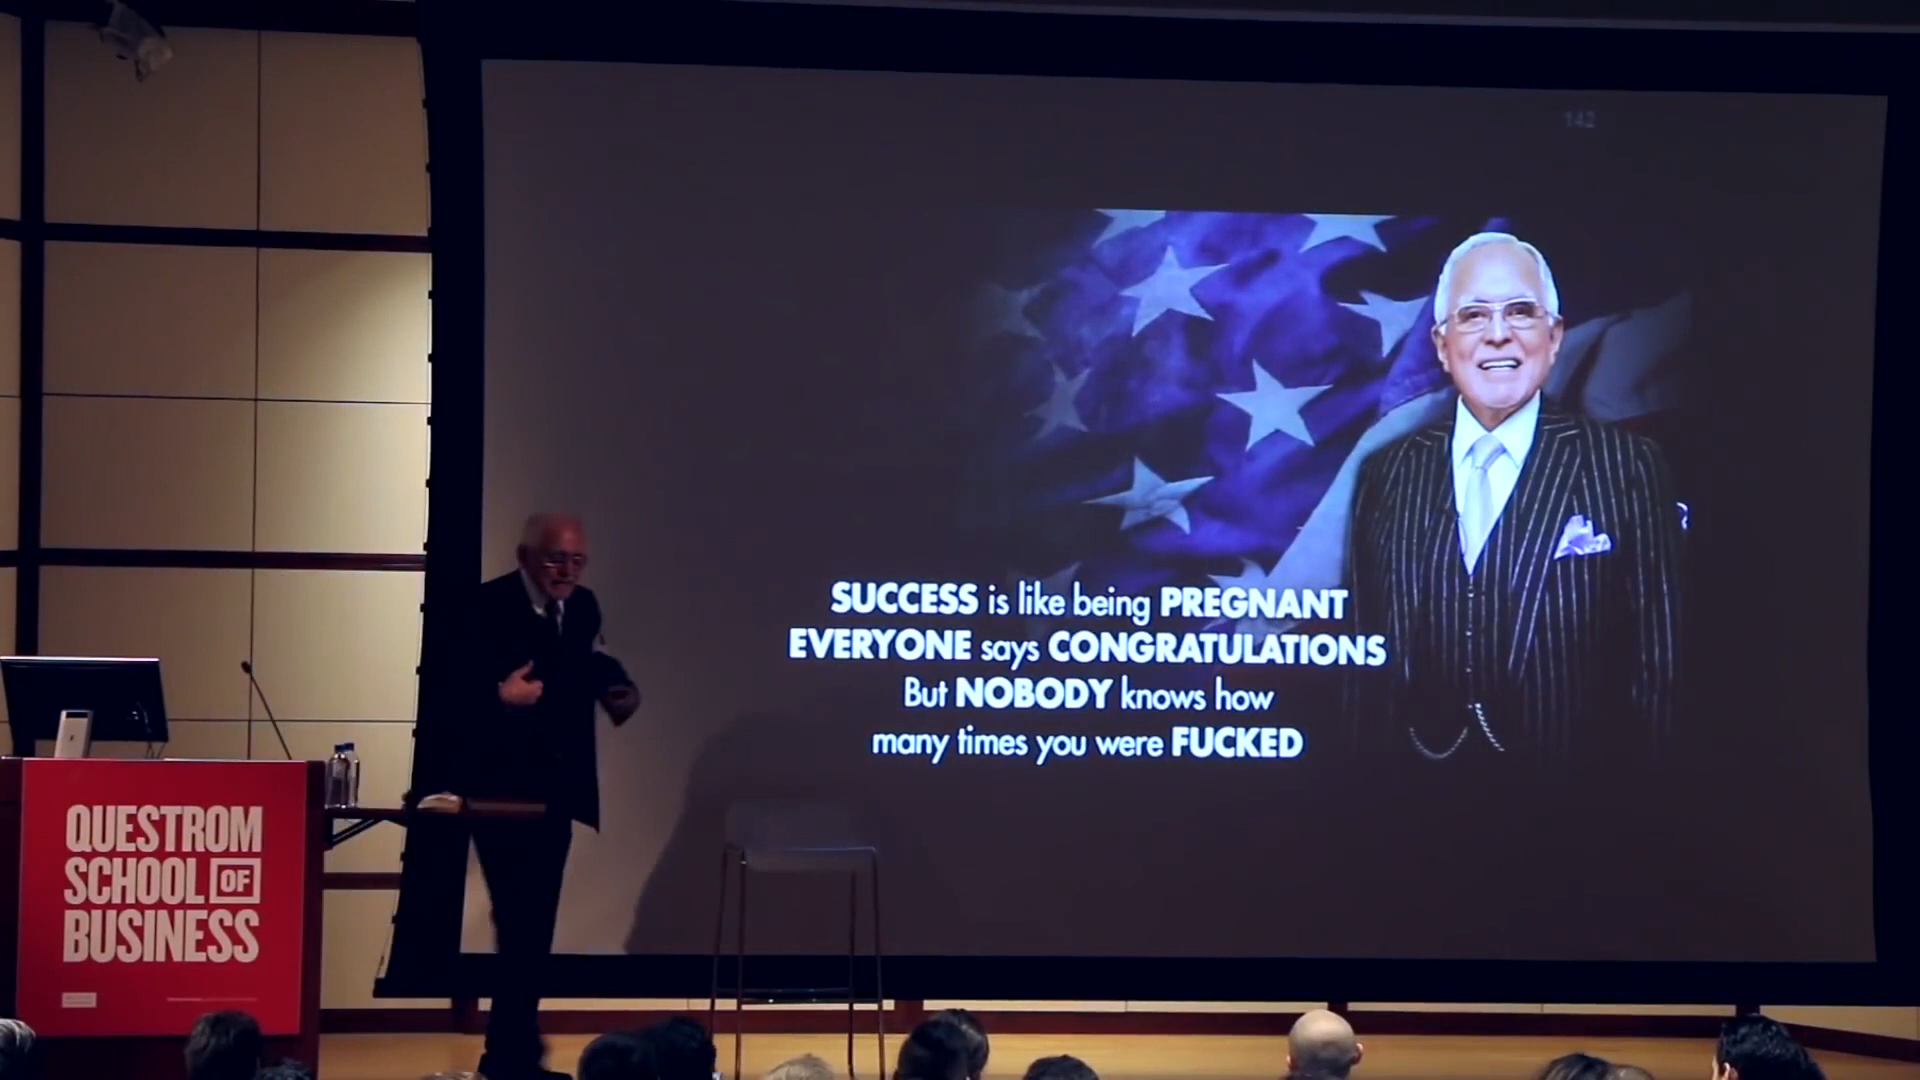 142
SUCCESS is like being PREGNANT
EVERYONE says CONGRATULATIONS
But NOBODY knows how
many times you were FUCKED
QUESTROM
SCHOOL OF
BUSINESS